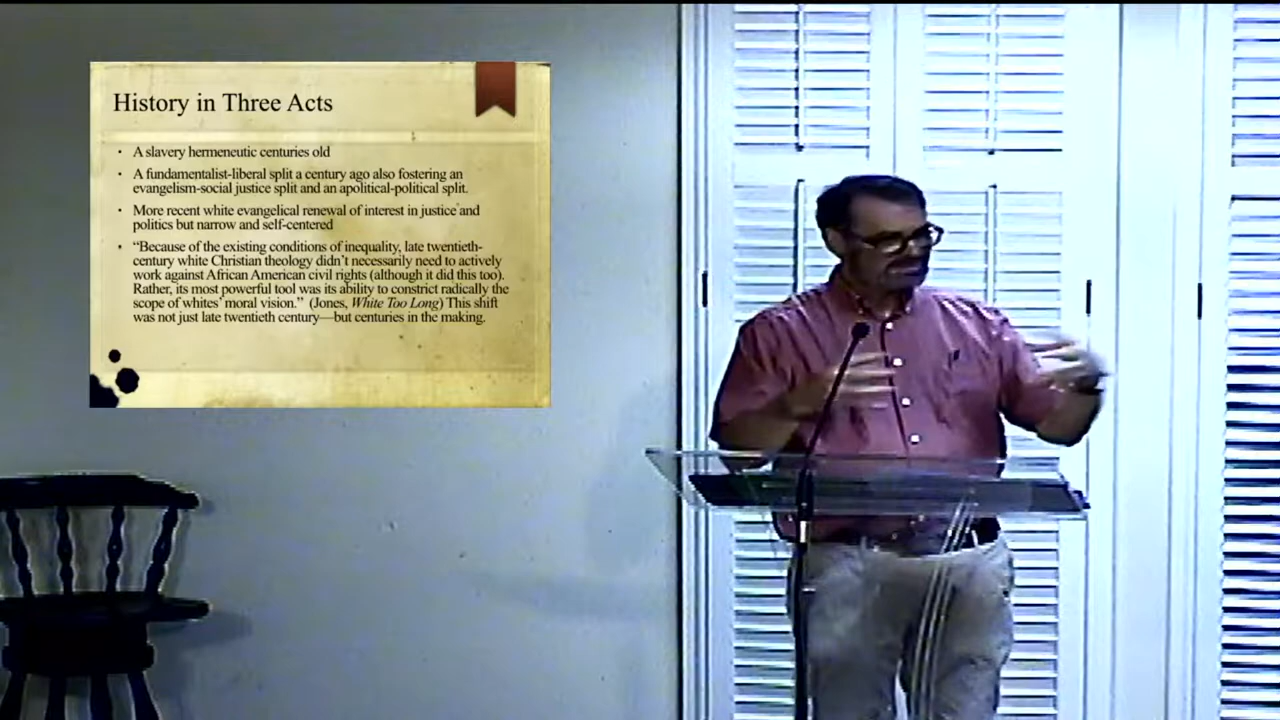 History in Three Acts
• A slavery hermeneutic centuries old
• A fundamentalist-liberal split a century ago also fostering an
evangelism-social justice split and an apolitical-political split.
• More recent white evangelical renewal of interest in justice and
politics but narrow and self-centered
• “Because of the existing conditions of inequality, late twentieth-
century white Christian theology didn’t necessarily need to actively
work against African American civil rights (although it did this too).
Rather, its most powerful tool was its ability to constrict radically the
scope of whites’ moral vision.” (Jones, White Too Long) This shift
was not just late twentieth century—but centuries in the making.